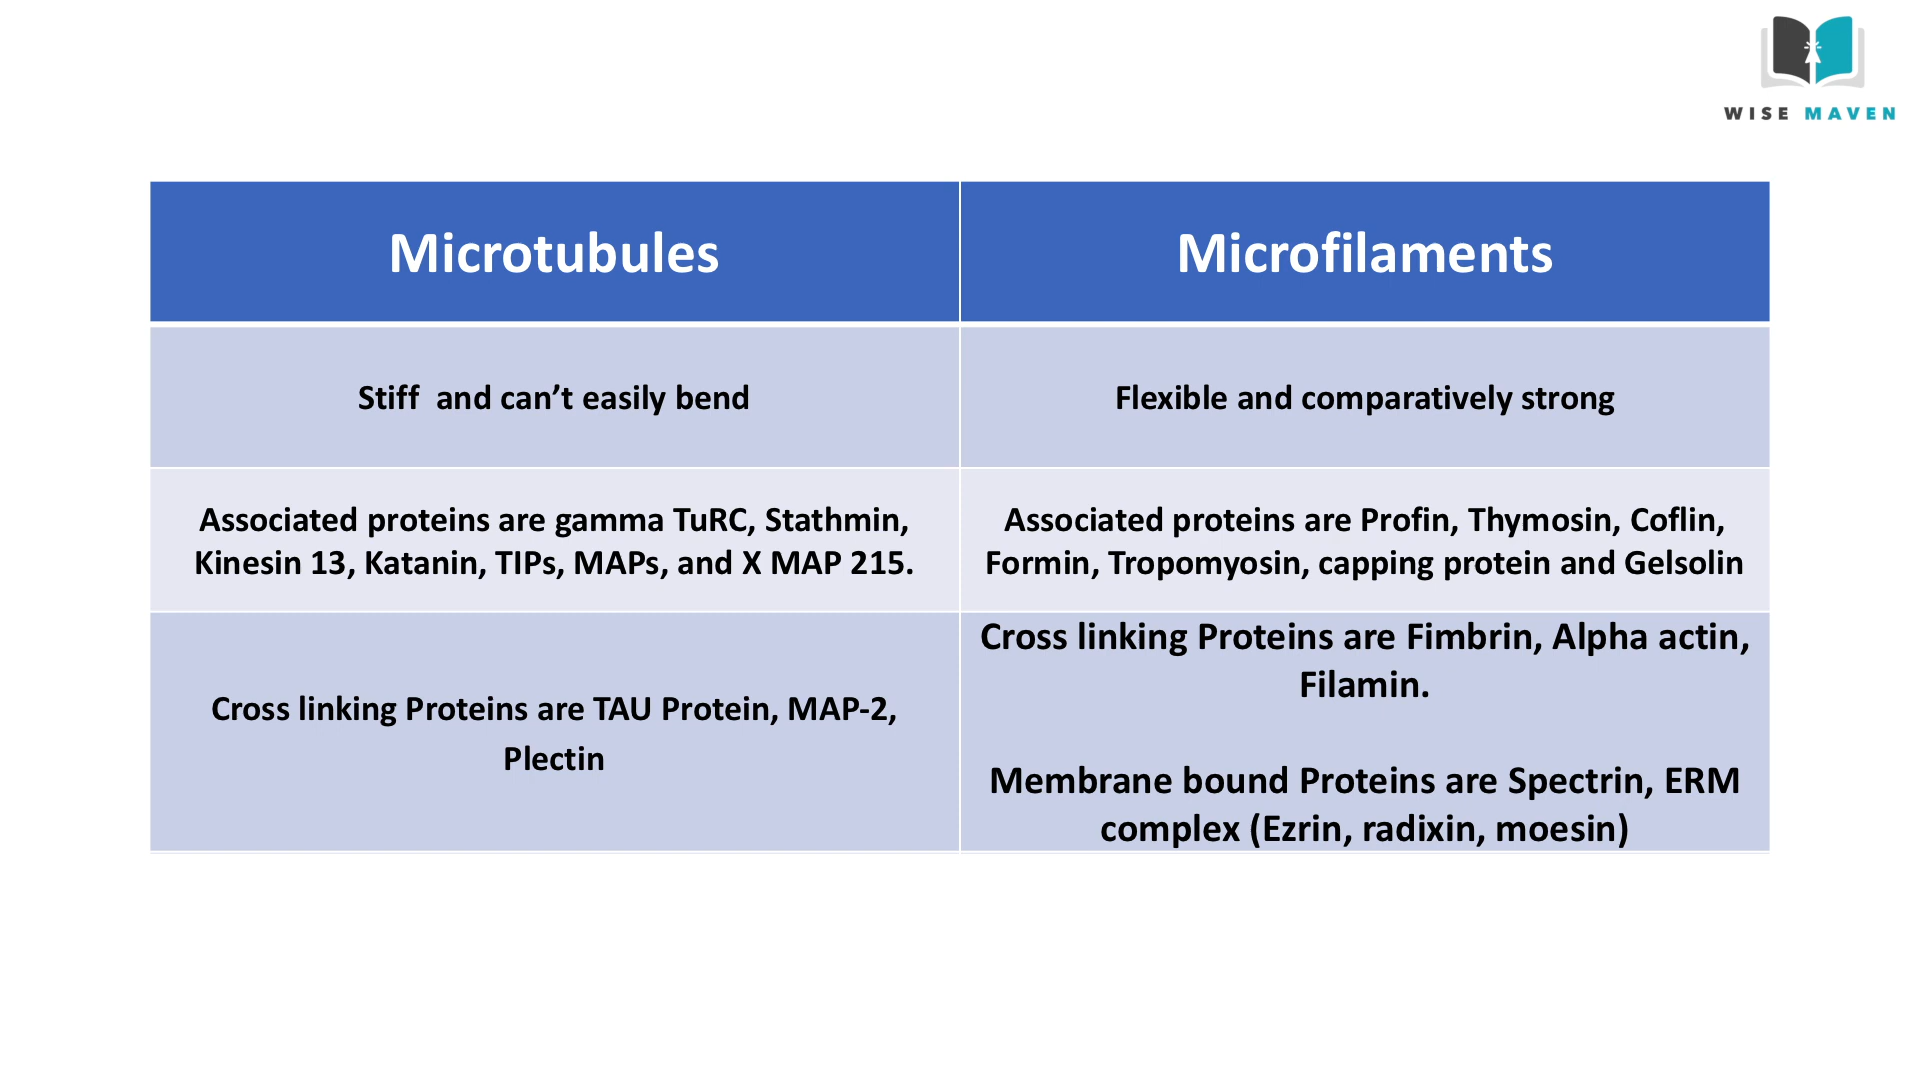 WISE MAVEN
Microtubules
Microfilaments
Stiff  and can’t easily bend
Flexible and comparatively strong
Associated proteins are gamma TuRC, Stathmin,
Kinesin 13, Katanin, TIPs, MAPs, and X MAP 215.
Associated proteins are Profin, Thymosin, Coflin,
Formin, Tropomyosin, capping protein and Gelsolin
Cross linking Proteins are TAU Protein, MAP-2,
Plectin
Cross linking Proteins are Fimbrin, Alpha actin,
Filamin.
Membrane bound Proteins are Spectrin, ERM
complex (Ezrin, radixin, moesin)